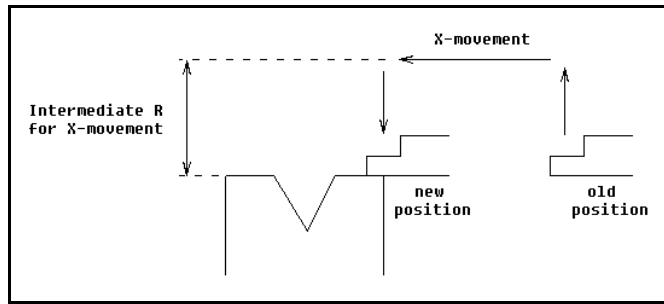 X-movement
Intermediate R
for X-movement
new
position
old
position